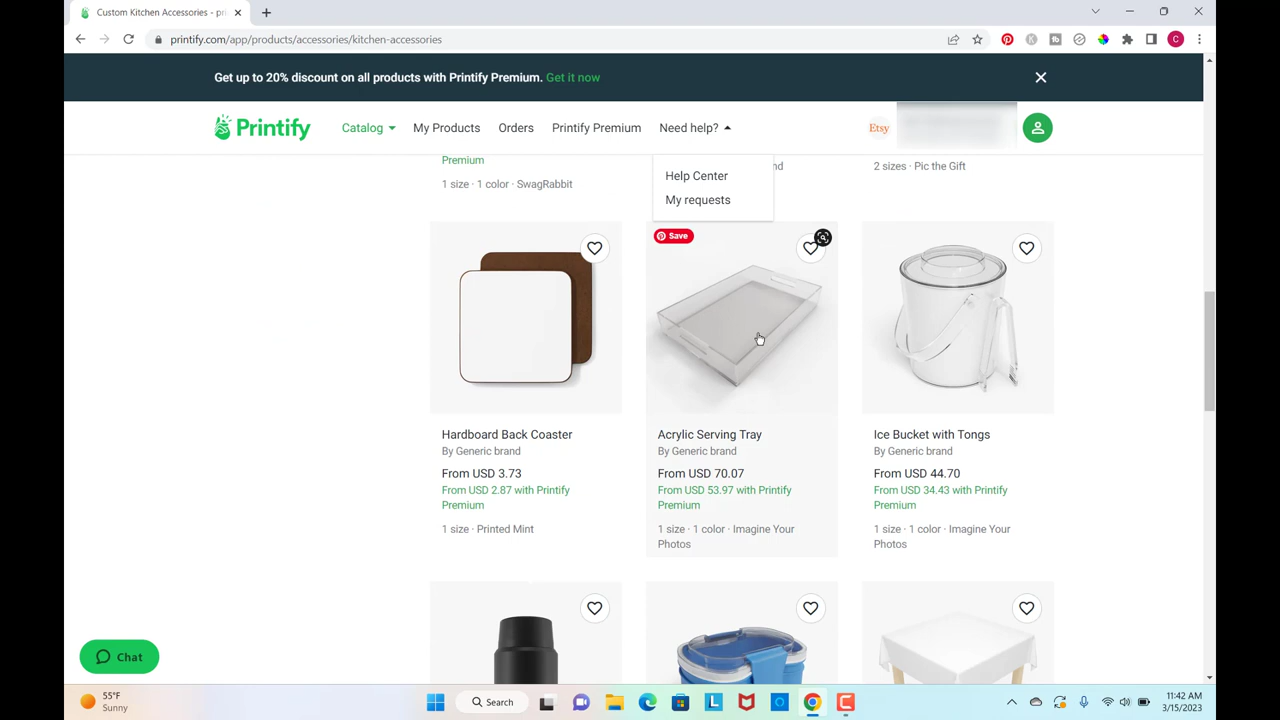 Custom Kitchen Accessories - pri
printify.com/app/products/accessories/kitchen-accessories
C
Get up to 20% discount on all products with Printify Premium. Get it now
Printify
Catalog
My Products
Orders
Printify Premium
Need help?
Etsy
Help Center
My requests
Premium
1 size · 1 color · SwagRabbit
nd
2 sizes · Pic the Gift
Save
Hardboard Back Coaster
By Generic brand
From USD 3.73
From USD 2.87 with Printify
Premium
1 size · Printed Mint
Acrylic Serving Tray
By Generic brand
From USD 70.07
From USD 53.97 with Printify
Premium
1 size · 1 color · Imagine Your
Photos
Ice Bucket with Tongs
By Generic brand
From USD 44.70
From USD 34.43 with Printify
Premium
1 size · 1 color · Imagine Your
Photos
Chat
55°F
Sunny
Search
11:42 AM
3/15/2023